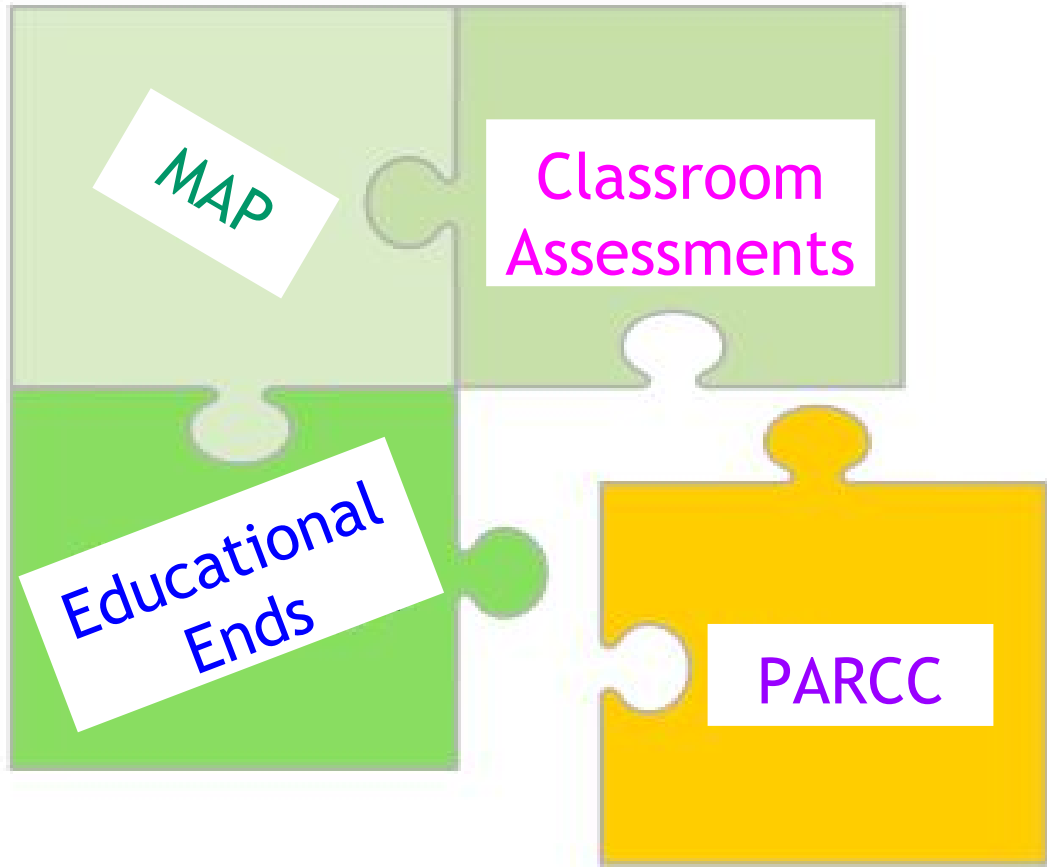 MAP
Classroom
Assessments
Educational
Ends
PARCC